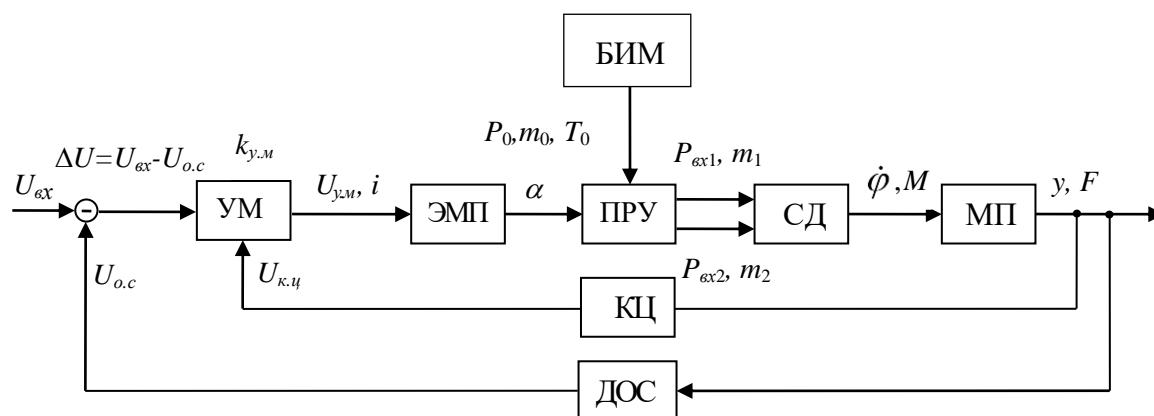 БИМ
P₀,m₀, T₀
Pвх1, m₁
ΔU=Uвх-Uо.с
kу.м
Uвх
УМ
Uу.м, i
ЭМП
α
ПРУ
СД
φ̇,M
МП
y, F
Uо.с
Uк.ц
Pвх2, m₂
КЦ
ДОС